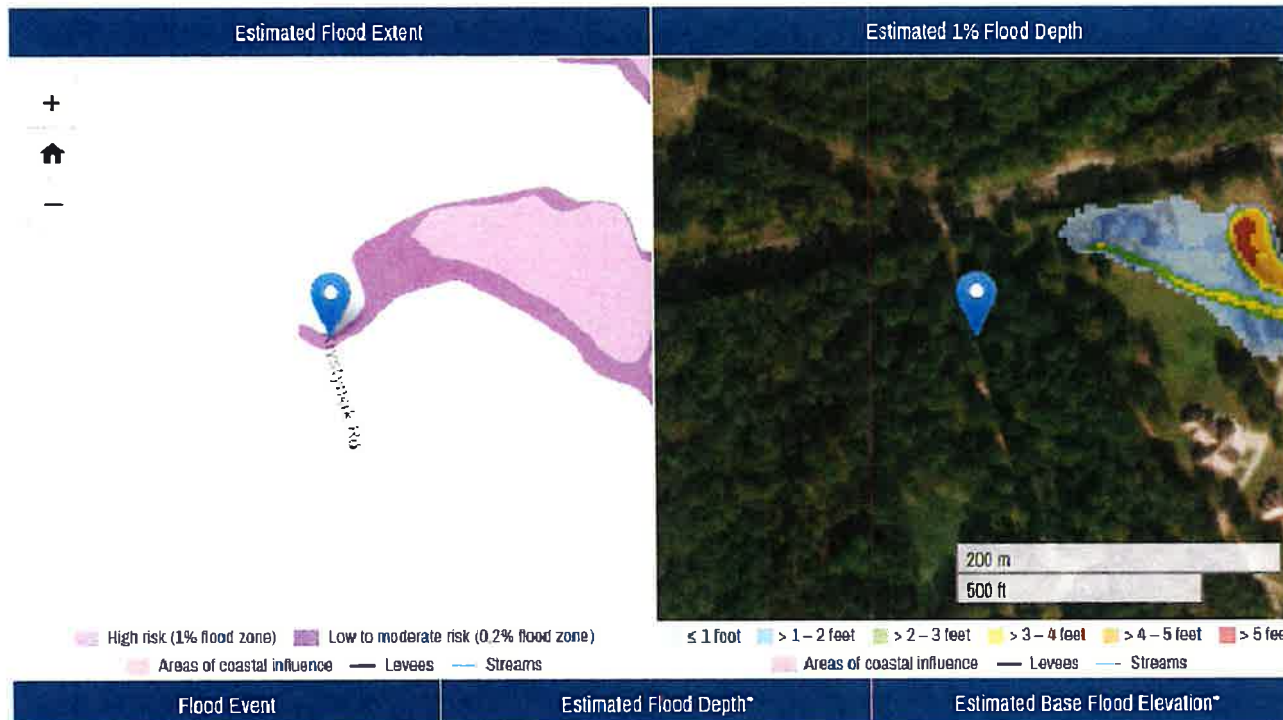 Estimated Flood Extent
Estimated 1% Flood Depth
+
−
200 m
500 ft
High risk (1% flood zone) Low to moderate risk (0.2% flood zone)
Areas of coastal influence Levees Streams
≤ 1 foot > 1 – 2 feet > 2 – 3 feet > 3 – 4 feet > 4 – 5 feet > 5 fee
Areas of coastal influence Levees Streams
Flood Event
Estimated Flood Depth*
Estimated Base Flood Elevation*